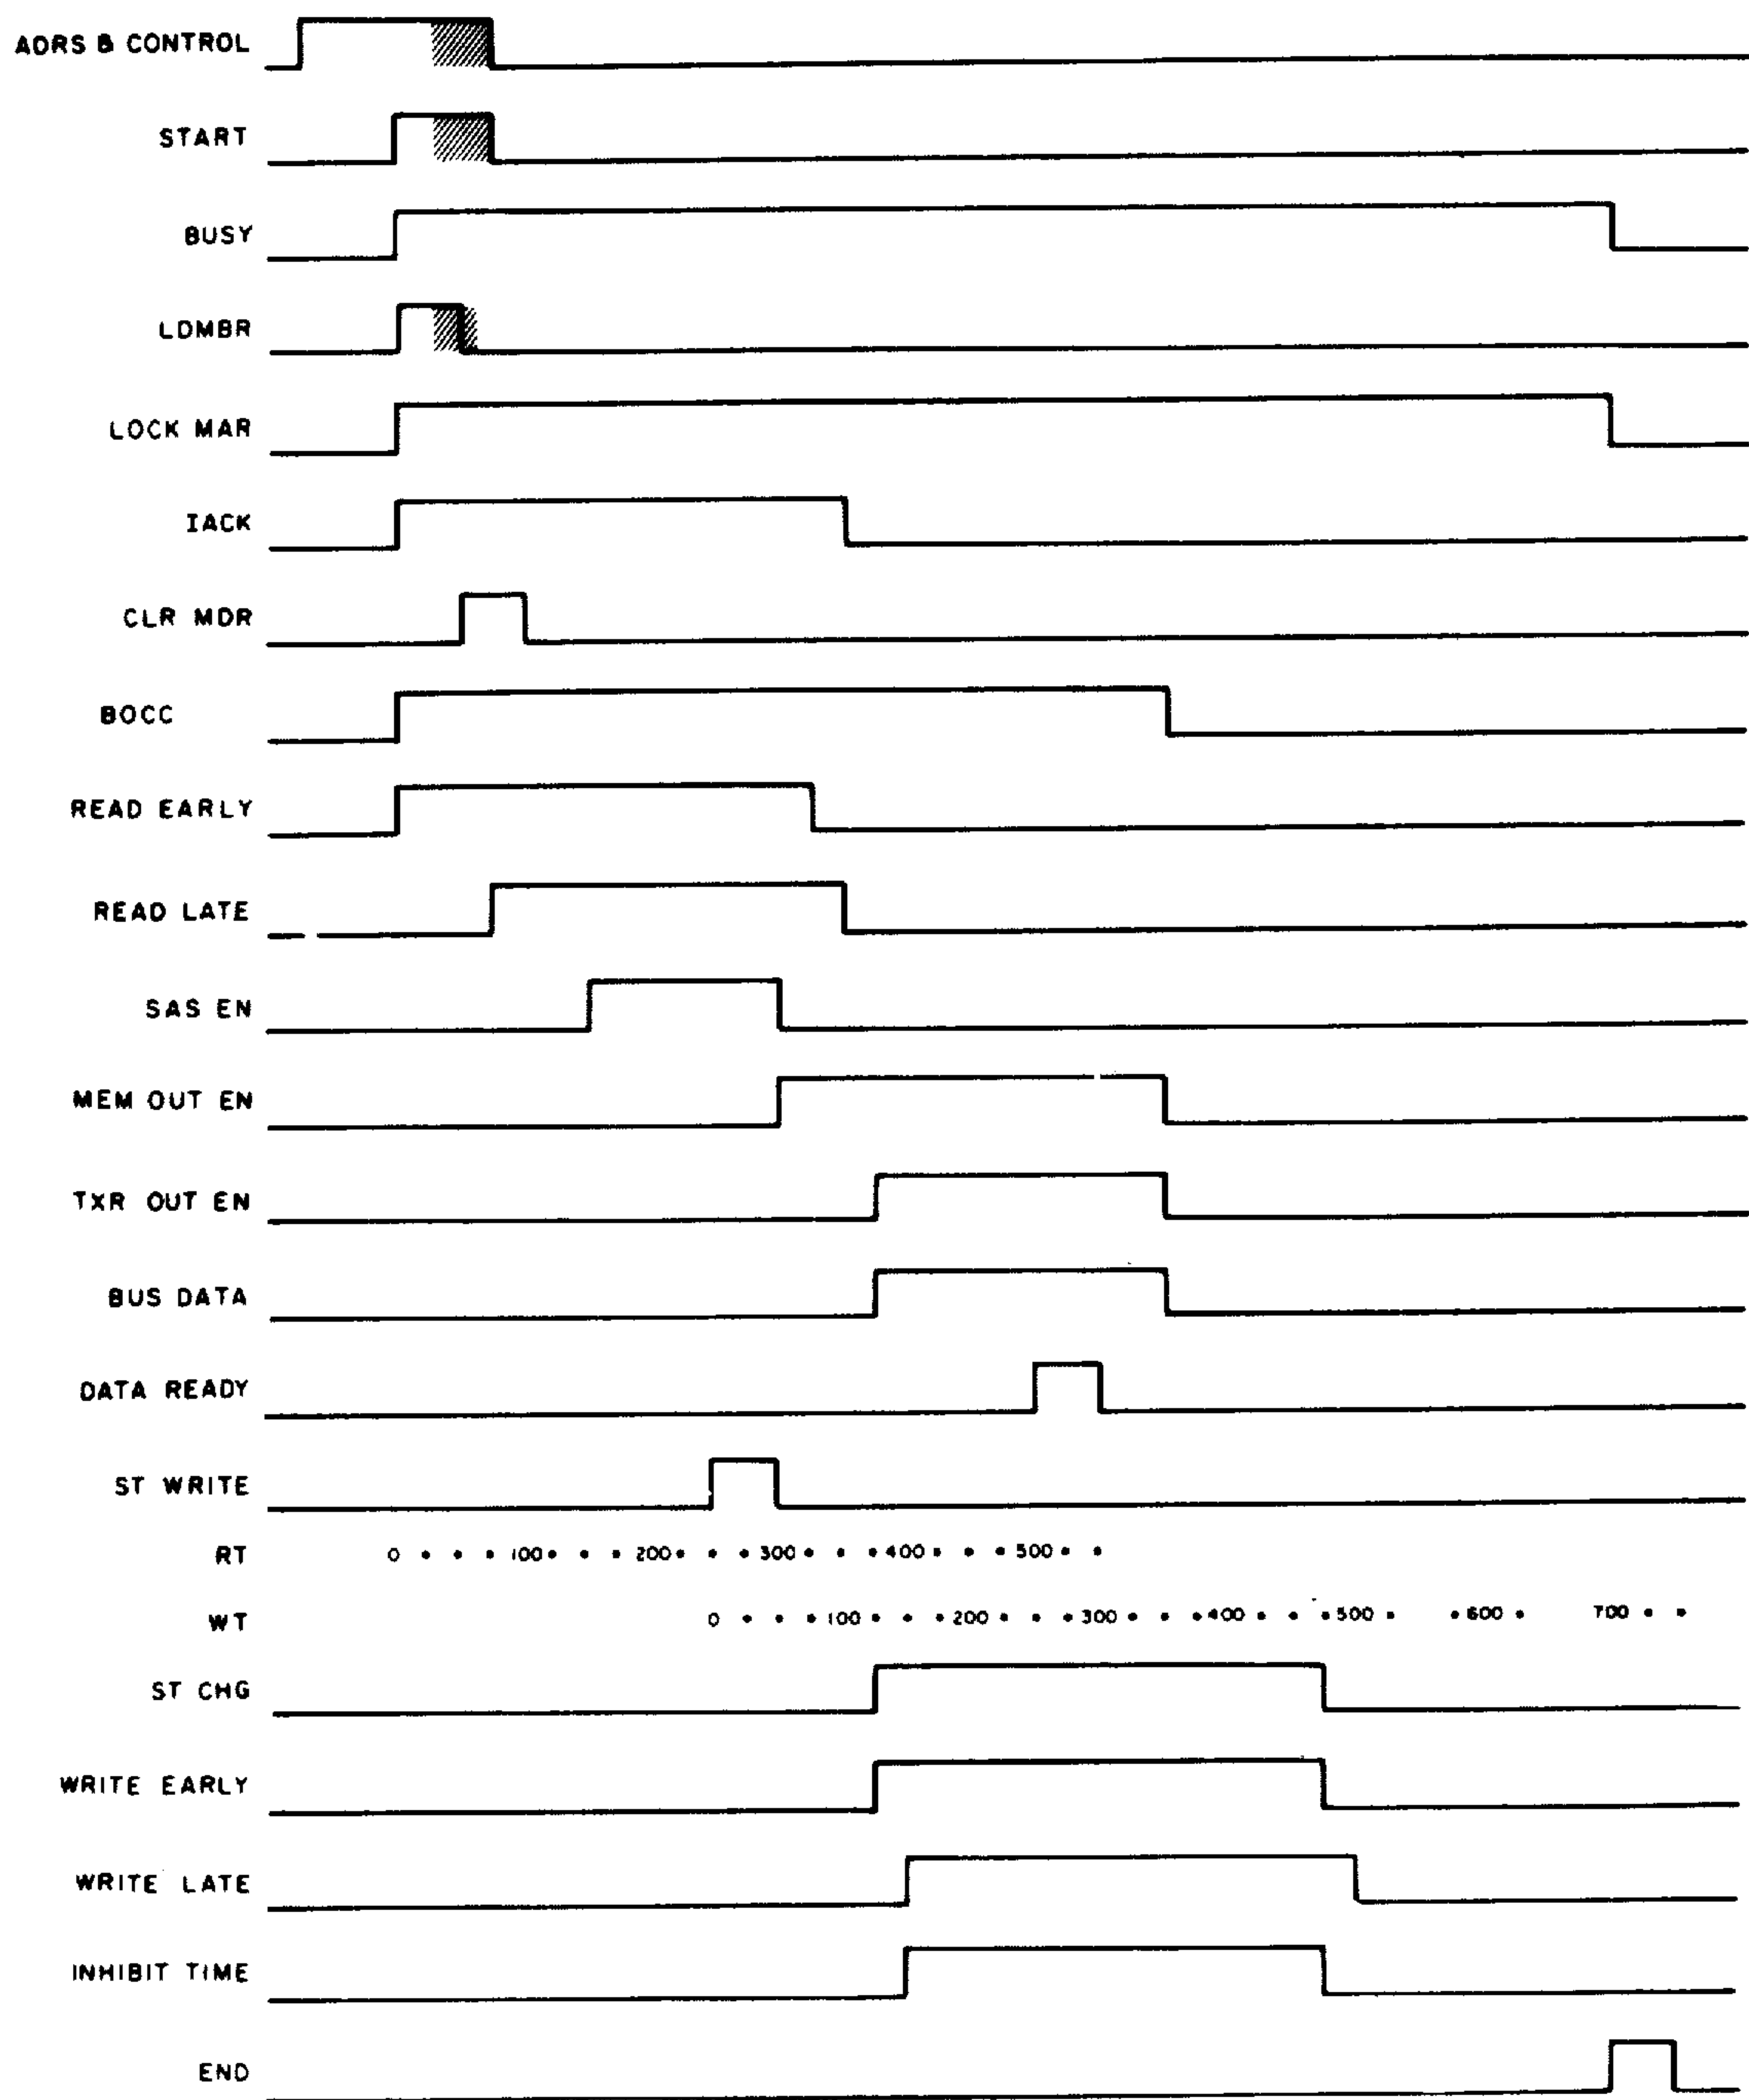 ADRS & CONTROL
START
BUSY
LDMBR
LOCK MAR
IACK
CLR MDR
BOCC
READ EARLY
READ LATE
SAS EN
MEM OUT EN
TXR OUT EN
BUS DATA
DATA READY
ST WRITE
RT 0 • • • 100 • • • 200 • • • 300 • • • 400 • • • 500 • •
WT 0 • • • 100 • • • 200 • • • 300 • • • 400 • • • 500 • • 600 • 700 • •
ST CHG
WRITE EARLY
WRITE LATE
INHIBIT TIME
END